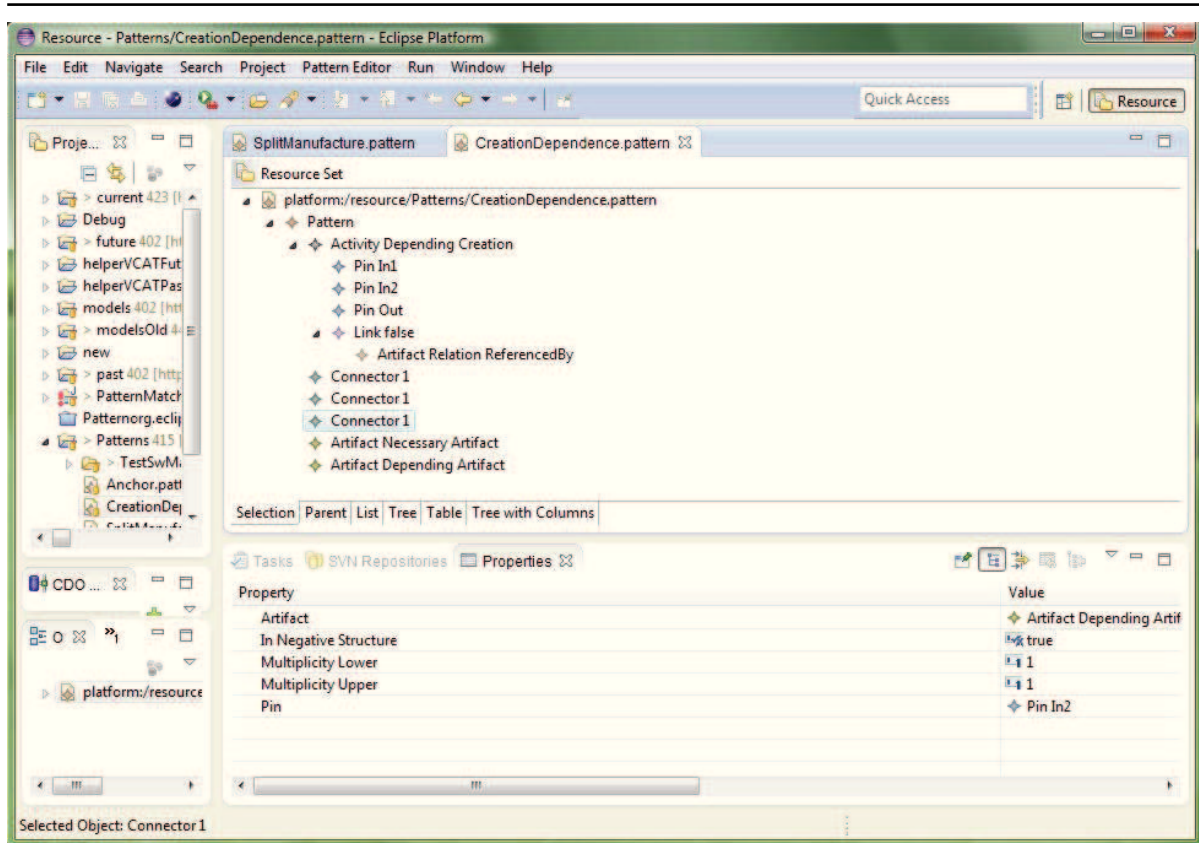 Resource - Patterns/CreationDependence.pattern - Eclipse Platform
File Edit Navigate Search Project Pattern Editor Run Window Help
Quick Access
Resource
Proje...
> current 423
Debug
> future 402
helperVCATFut
helperVCATPas
models 402
> modelsOld
new
> past 402 [http
> PatternMatch
Patternorg.eclip
> Patterns 415
> TestSwM
Anchor.patt
CreationDep
SplitManufactu
SplitManufacture.pattern
CreationDependence.pattern
Resource Set
platform:/resource/Patterns/CreationDependence.pattern
Pattern
Activity Depending Creation
Pin In1
Pin In2
Pin Out
Link false
Artifact Relation ReferencedBy
Connector 1
Connector 1
Connector 1
Artifact Necessary Artifact
Artifact Depending Artifact
Selection Parent List Tree Table Tree with Columns
CDO ...
O
»1
platform:/resource
Tasks SVN Repositories Properties
Property Value
Artifact Artifact Depending Artif
In Negative Structure true
Multiplicity Lower 1
Multiplicity Upper 1
Pin Pin In2
Selected Object: Connector 1